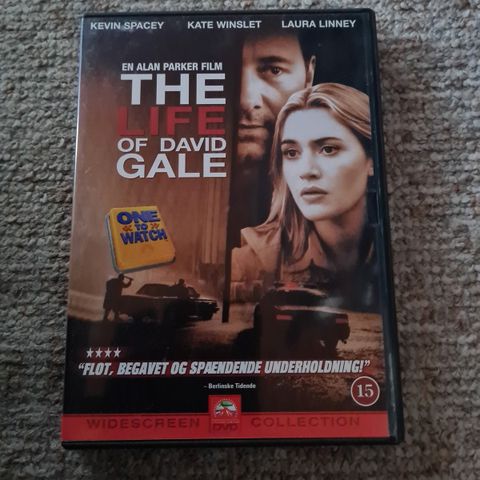 KEVIN SPACEY KATE WINSLET LAURA LINNEY
EN ALAN PARKER FILM
THE
LIFE
OF DAVID
GALE
ONE
TO
WATCH
"FLOT, BEGAVET OG SPÆNDENDE UNDERHOLDNING!"
– Berlinske Tidende
15
WIDESCREEN DVD COLLECTION